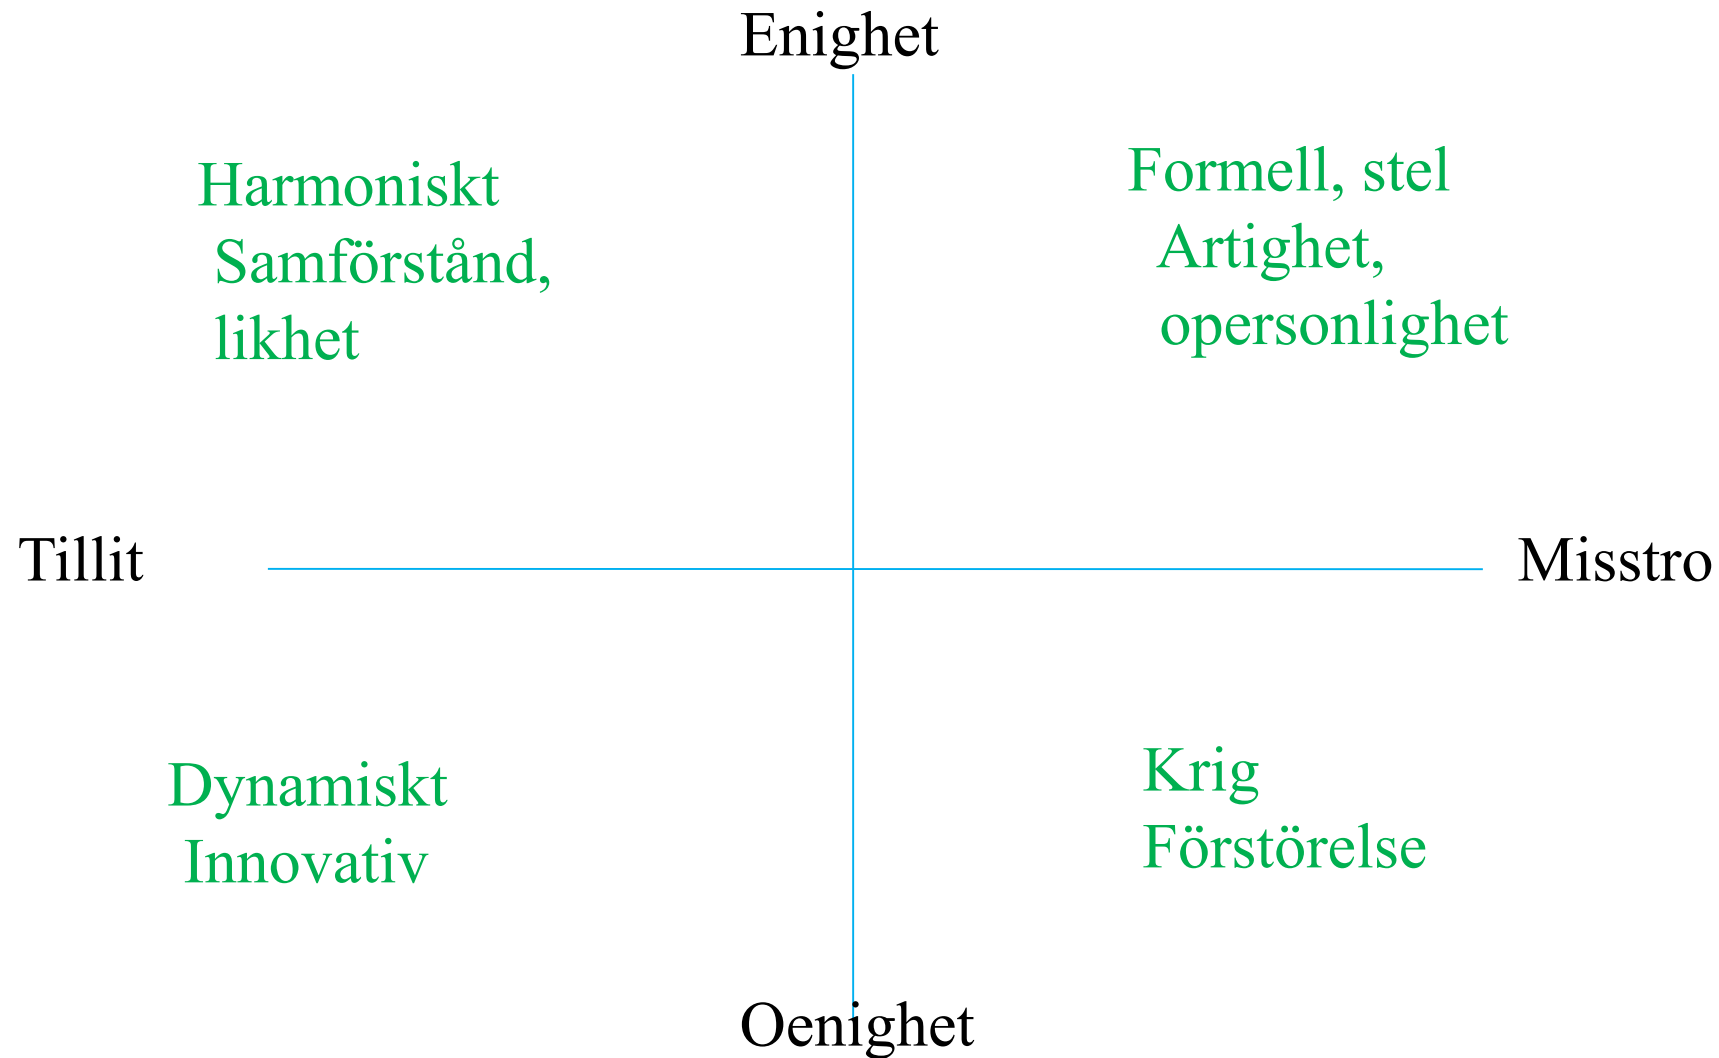 Enighet
Harmoniskt
Samförstånd,
likhet
Formell, stel
Artighet,
opersonlighet
Tillit
Misstro
Dynamiskt
Innovativ
Krig
Förstörelse
Oenighet